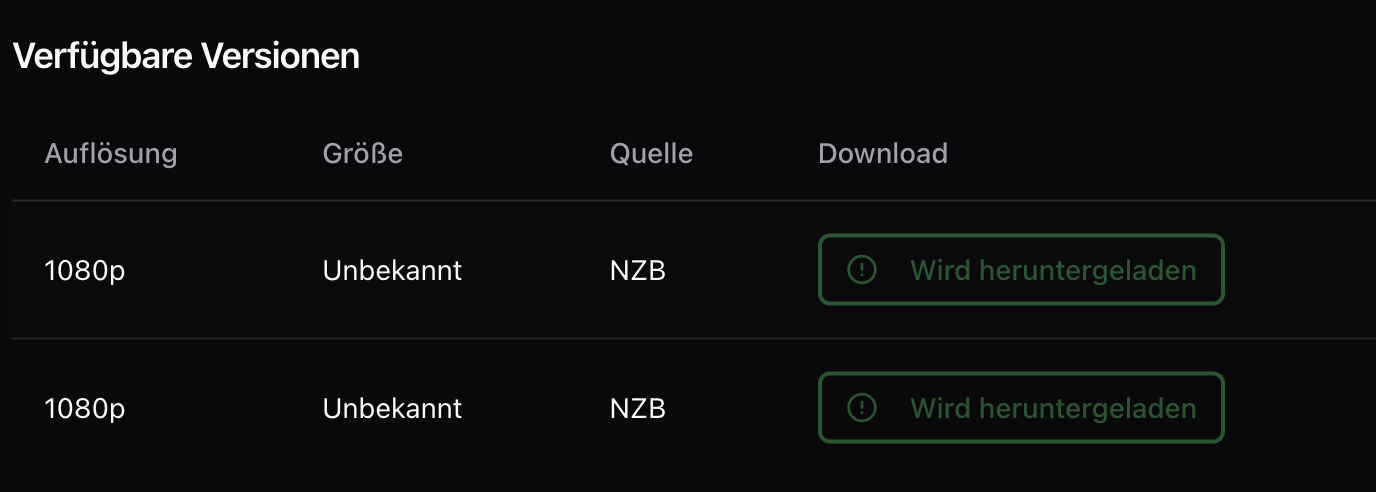 Verfügbare Versionen
Auflösung Größe Quelle Download
1080p Unbekannt NZB Wird heruntergeladen
1080p Unbekannt NZB Wird heruntergeladen